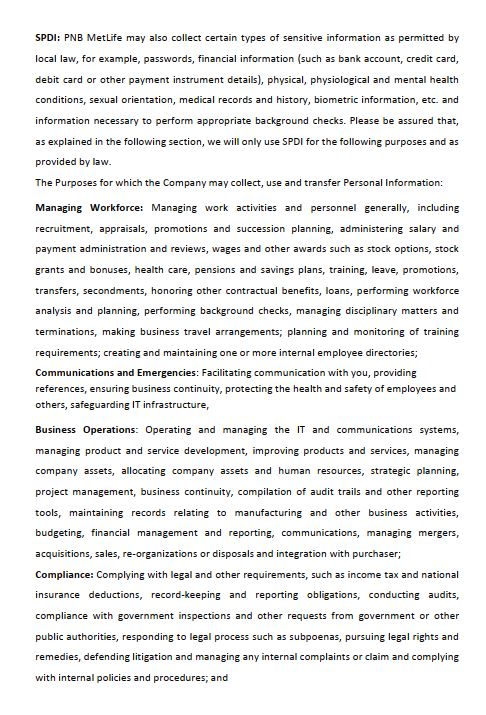 SPDI: PNB MetLife may also collect certain types of sensitive information as permitted by
local law, for example, passwords, financial information (such as bank account, credit card,
debit card or other payment instrument details), physical, physiological and mental health
conditions, sexual orientation, medical records and history, biometric information, etc. and
information necessary to perform appropriate background checks. Please be assured that,
as explained in the following section, we will only use SPDI for the following purposes and as
provided by law.
The Purposes for which the Company may collect, use and transfer Personal Information:
Managing Workforce: Managing work activities and personnel generally, including
recruitment, appraisals, promotions and succession planning, administering salary and
payment administration and reviews, wages and other awards such as stock options, stock
grants and bonuses, health care, pensions and savings plans, training, leave, promotions,
transfers, secondments, honoring other contractual benefits, loans, performing workforce
analysis and planning, performing background checks, managing disciplinary matters and
terminations, making business travel arrangements; planning and monitoring of training
requirements; creating and maintaining one or more internal employee directories;
Communications and Emergencies: Facilitating communication with you, providing
references, ensuring business continuity, protecting the health and safety of employees and
others, safeguarding IT infrastructure,
Business Operations: Operating and managing the IT and communications systems,
managing product and service development, improving products and services, managing
company assets, allocating company assets and human resources, strategic planning,
project management, business continuity, compilation of audit trails and other reporting
tools, maintaining records relating to manufacturing and other business activities,
budgeting, financial management and reporting, communications, managing mergers,
acquisitions, sales, re-organizations or disposals and integration with purchaser;
Compliance: Complying with legal and other requirements, such as income tax and national
insurance deductions, record-keeping and reporting obligations, conducting audits,
compliance with government inspections and other requests from government or other
public authorities, responding to legal process such as subpoenas, pursuing legal rights and
remedies, defending litigation and managing any internal complaints or claim and complying
with internal policies and procedures; and